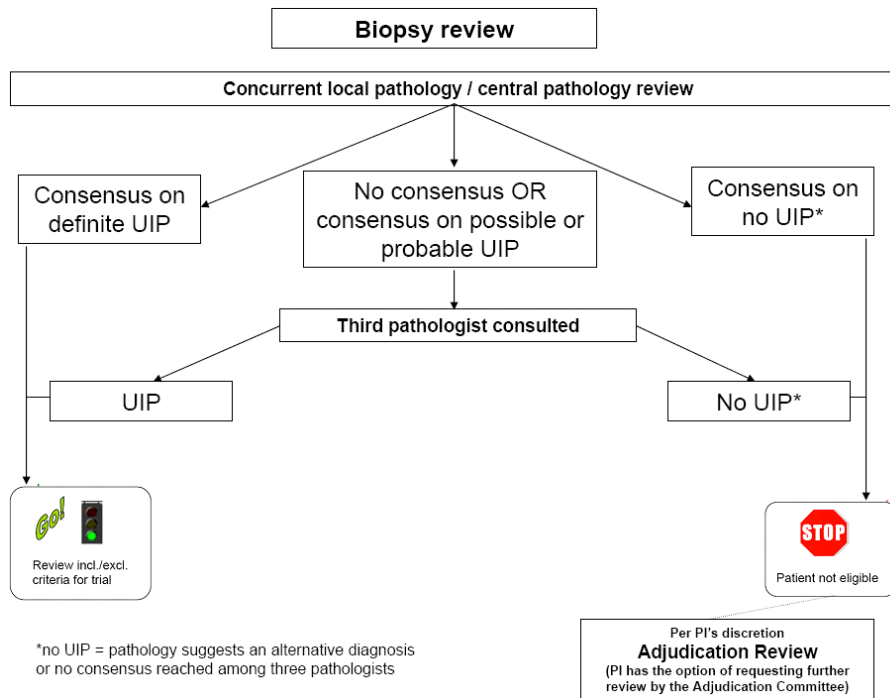 Biopsy review
Concurrent local pathology / central pathology review
Consensus on
definite UIP
No consensus OR
consensus on possible or
probable UIP
Consensus on
no UIP*
Third pathologist consulted
UIP
No UIP*
GO!
Review incl./excl.
criteria for trial
STOP
Patient not eligible
*no UIP = pathology suggests an alternative diagnosis
or no consensus reached among three pathologists
Per PI's discretion
Adjudication Review
(PI has the option of requesting further
review by the Adjudication Committee)